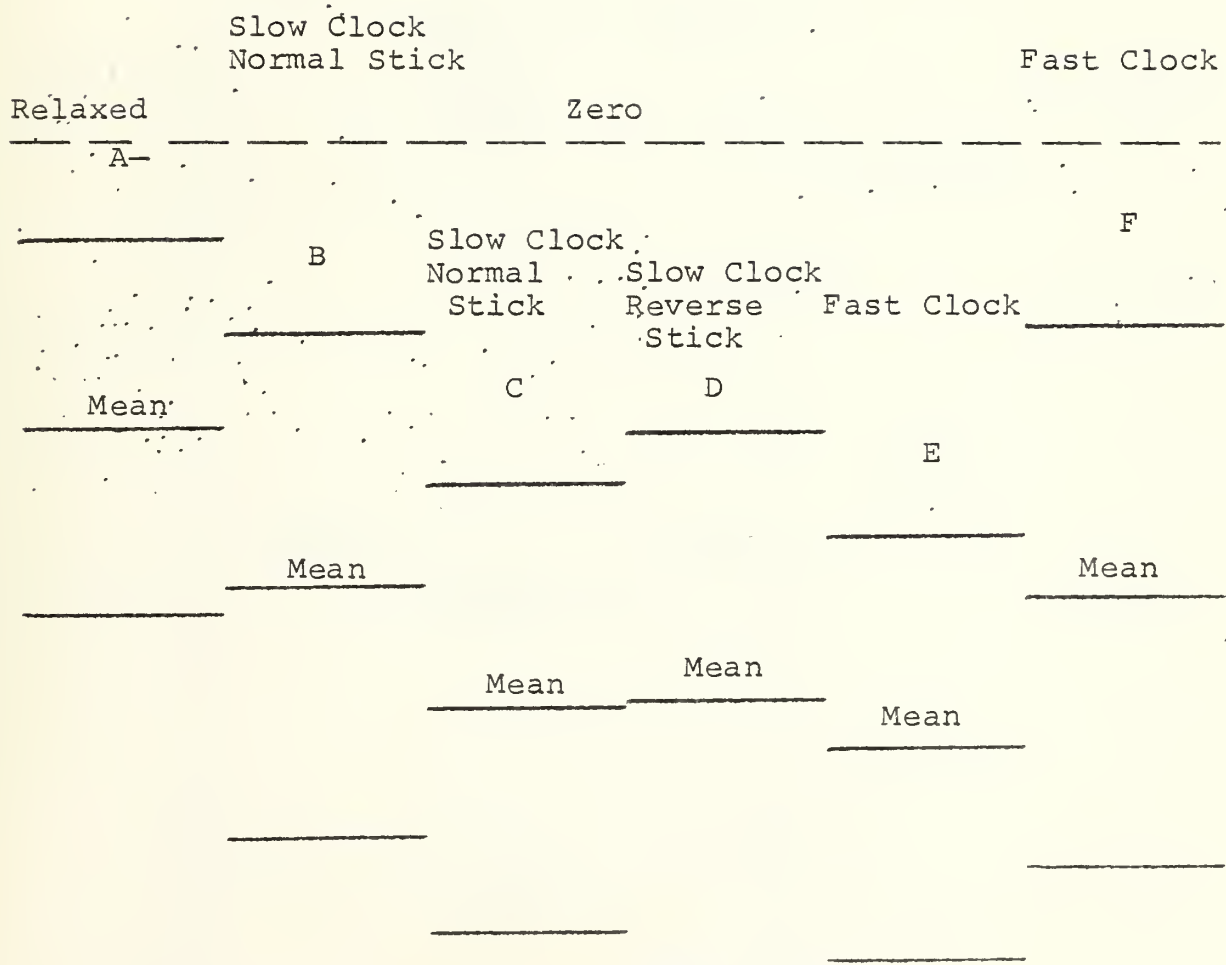 Slow Clock
Normal Stick
Fast Clock
Relaxed
Zero
A
B
F
Slow Clock
Normal
Stick
Slow Clock
Reverse
Stick
Fast Clock
C
D
Mean
E
Mean
Mean
Mean
Mean
Mean